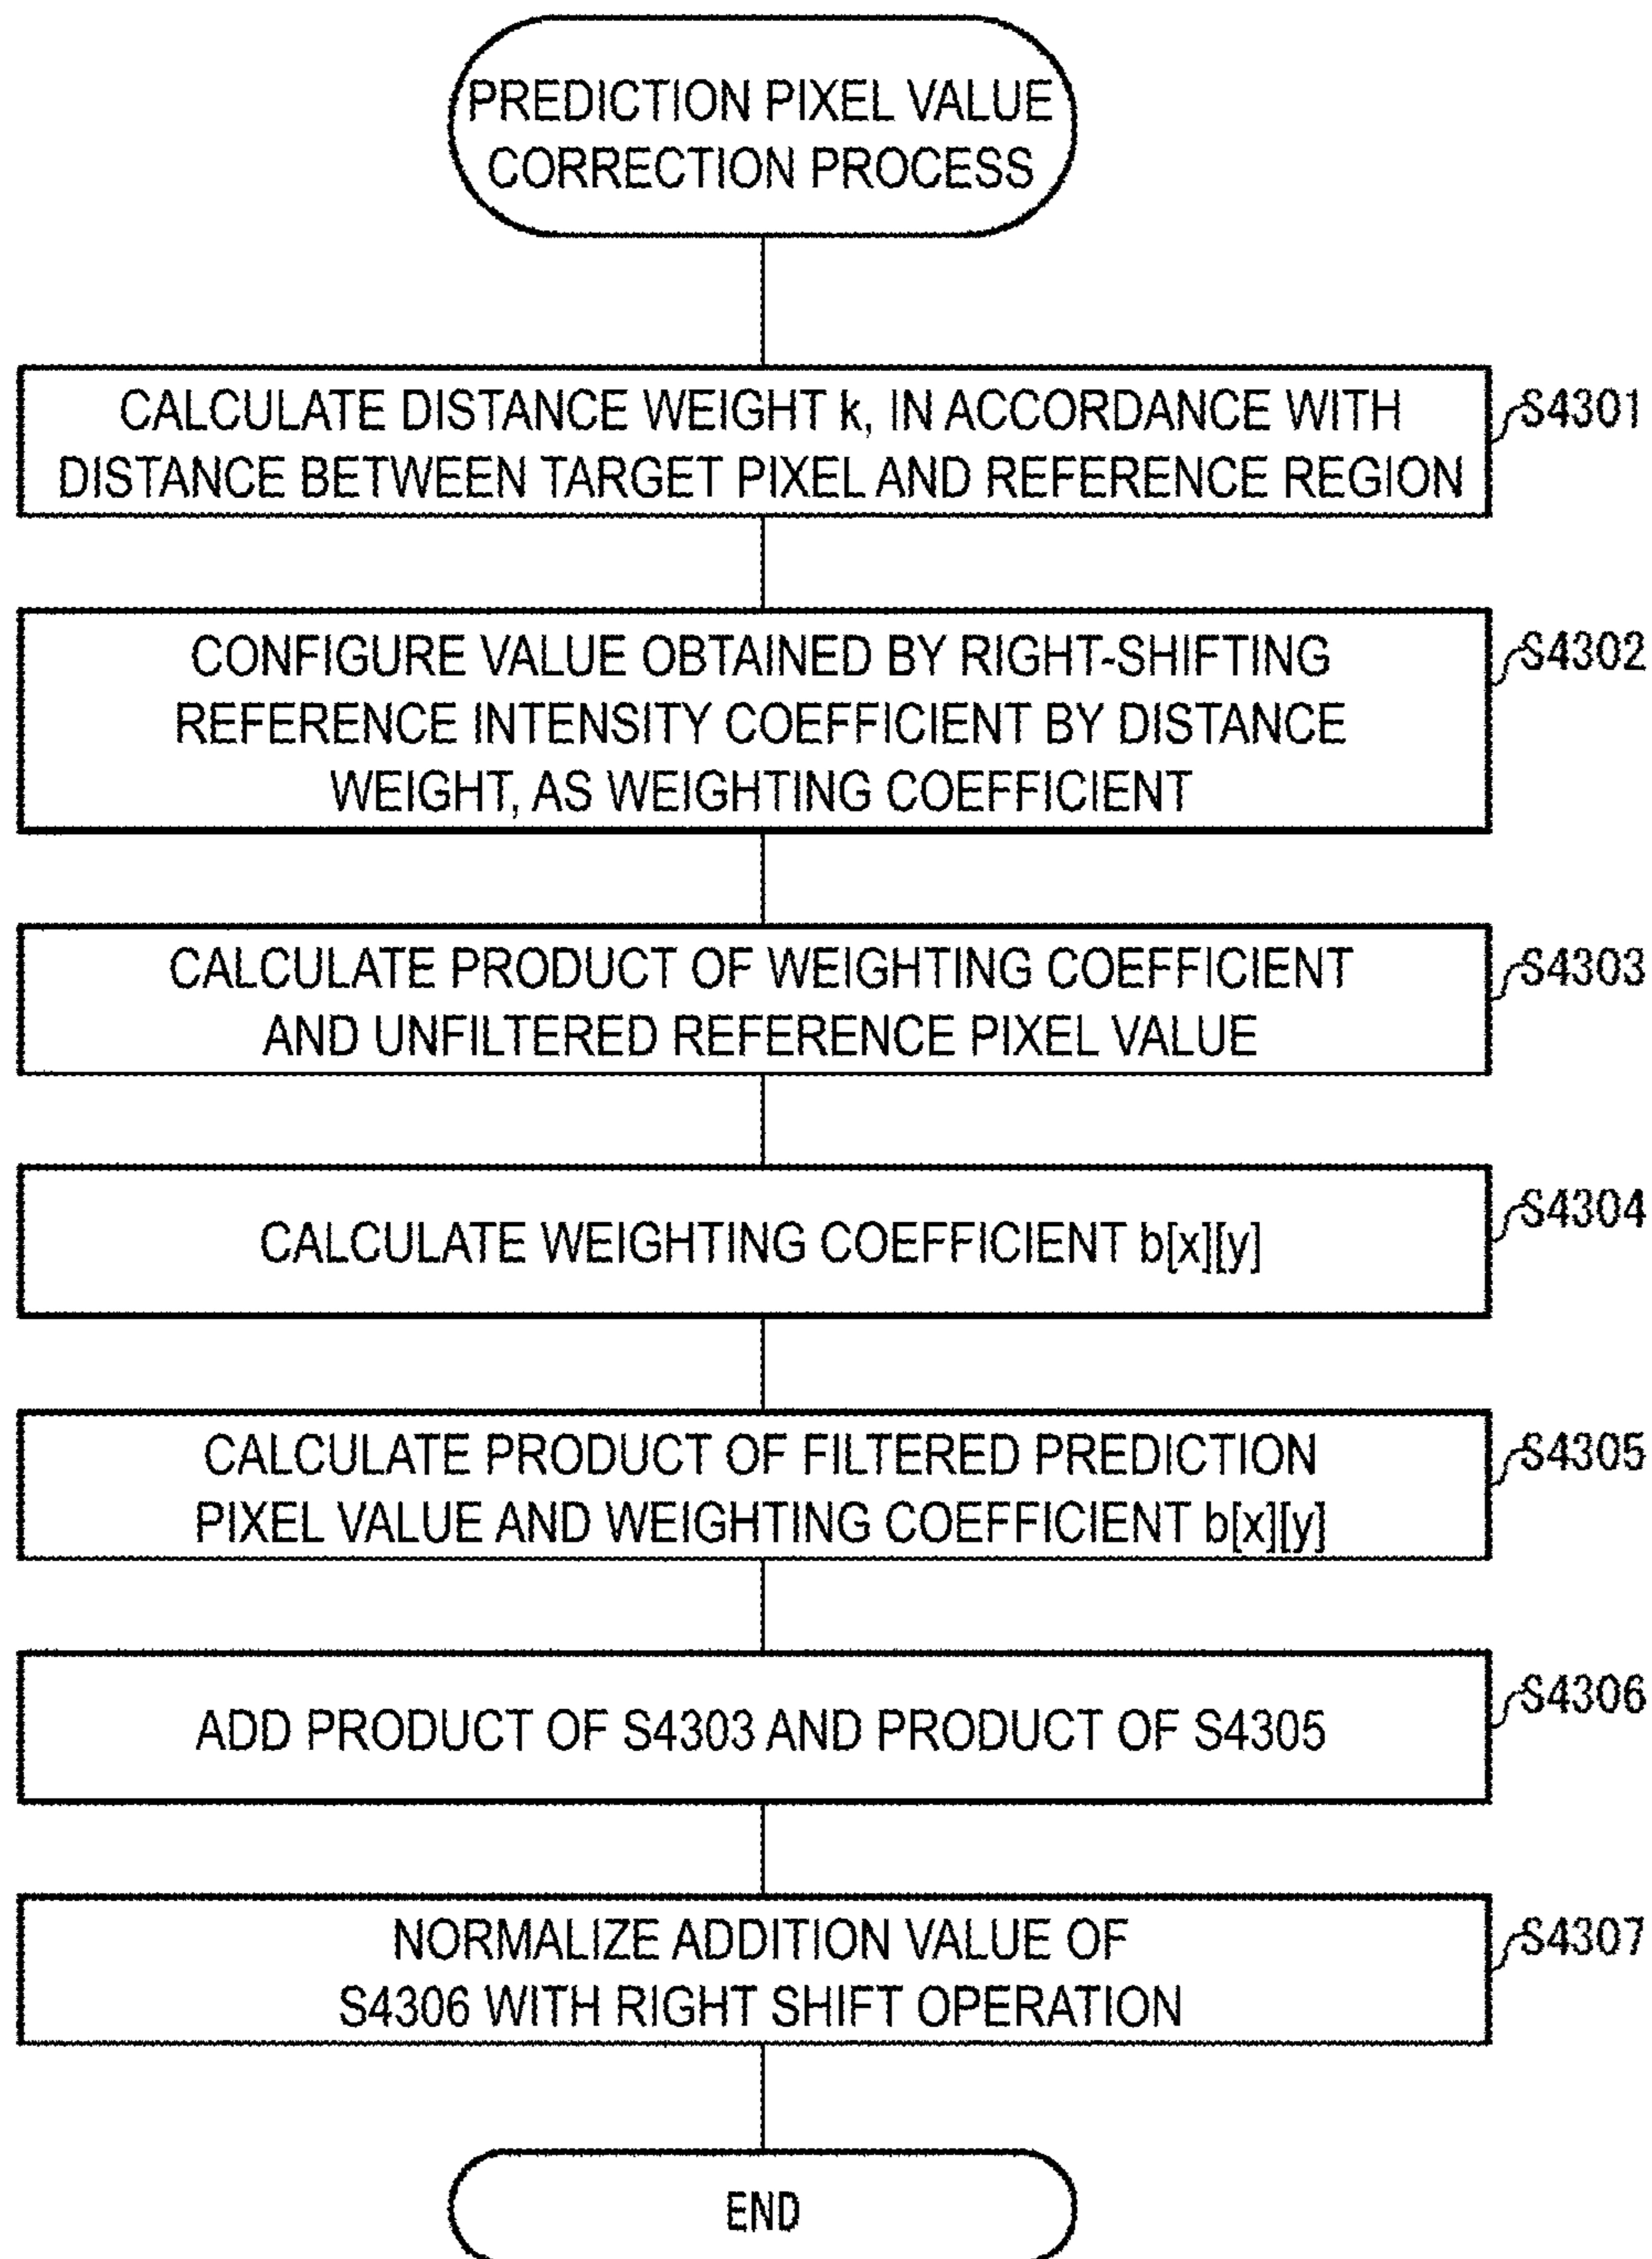 PREDICTION PIXEL VALUE
CORRECTION PROCESS
CALCULATE DISTANCE WEIGHT k, IN ACCORDANCE WITH
DISTANCE BETWEEN TARGET PIXEL AND REFERENCE REGION
S4301
CONFIGURE VALUE OBTAINED BY RIGHT-SHIFTING
REFERENCE INTENSITY COEFFICIENT BY DISTANCE
WEIGHT, AS WEIGHTING COEFFICIENT
S4302
CALCULATE PRODUCT OF WEIGHTING COEFFICIENT
AND UNFILTERED REFERENCE PIXEL VALUE
S4303
CALCULATE WEIGHTING COEFFICIENT b[x][y]
S4304
CALCULATE PRODUCT OF FILTERED PREDICTION
PIXEL VALUE AND WEIGHTING COEFFICIENT b[x][y]
S4305
ADD PRODUCT OF S4303 AND PRODUCT OF S4305
S4306
NORMALIZE ADDITION VALUE OF
S4306 WITH RIGHT SHIFT OPERATION
S4307
END